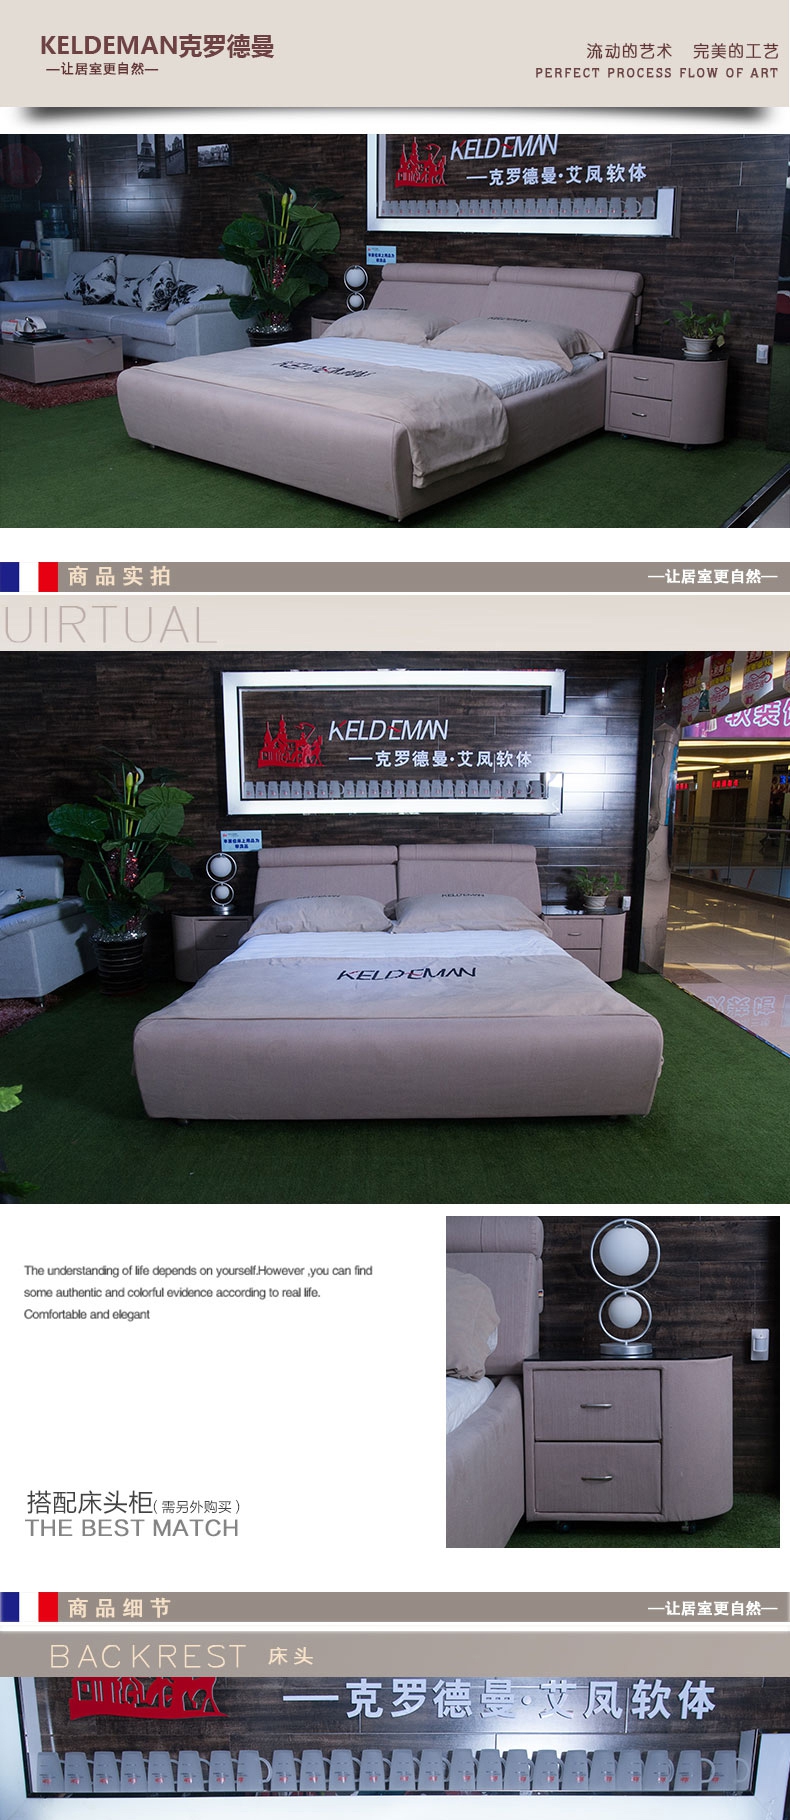 KELDEMAN克罗德曼
—让居室更自然—
流动的艺术 完美的工艺
PERFECT PROCESS FLOW OF ART
KELDEMAN
—克罗德曼·艾凤软体
KELDEMAN
商品实拍
—让居室更自然—
UIRTUAL
软装饰
KELDEMAN
—克罗德曼·艾凤软体
KELDEMAN
KELDEMAN
The understanding of life depends on yourself.However ,you can find
some authentic and colorful evidence according to real life.
Comfortable and elegant
搭配床头柜( 需另外购买 )
THE BEST MATCH
商品细节
—让居室更自然—
BACKREST 床头
—克罗德曼·艾凤软体